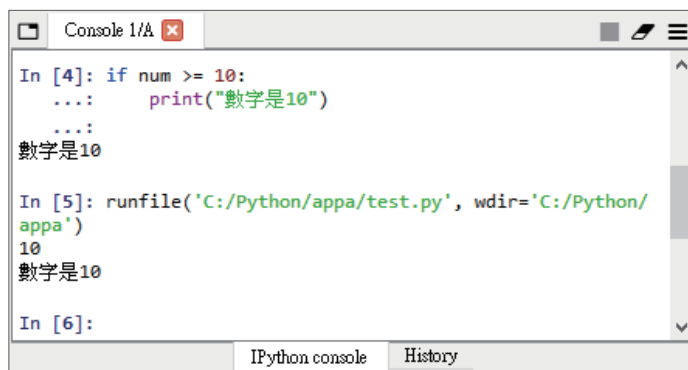 Console 1/A
In [4]: if num >= 10:
...:     print("數字是10")
...:
數字是10
In [5]: runfile('C:/Python/appa/test.py', wdir='C:/Python/
appa')
10
數字是10
In [6]:
IPython console History